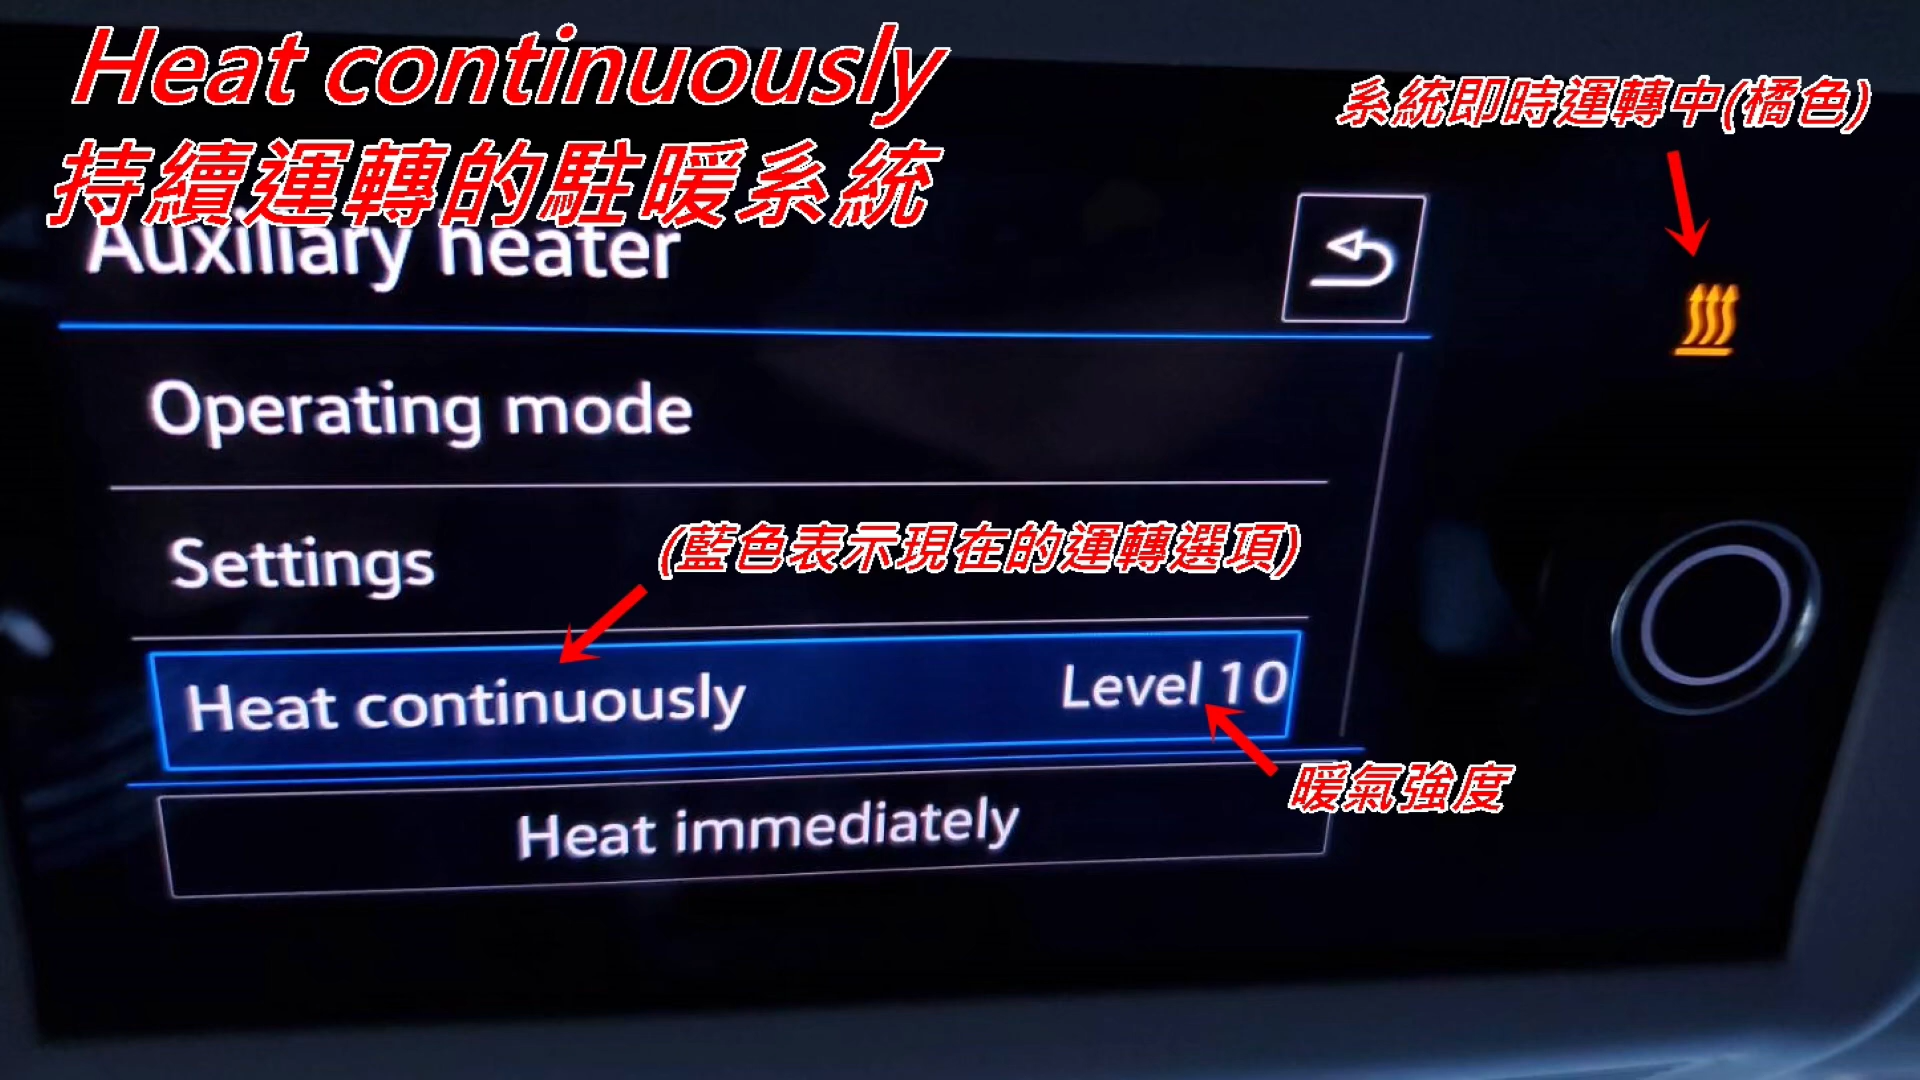 Heat continuously
持續運轉的駐暖系統
系統即時運轉中(橘色)
Auxiliary heater
Operating mode
Settings
(藍色表示現在的運轉選項)
Heat continuously Level 10
暖氣強度
Heat immediately